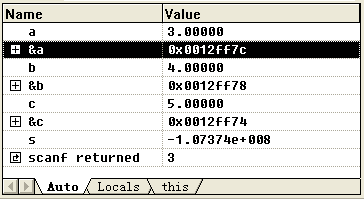 Name Value
a 3.00000
&a 0x0012ff7c
b 4.00000
&b 0x0012ff78
c 5.00000
&c 0x0012ff74
s -1.07374e+008
scanf returned 3
Auto Locals this